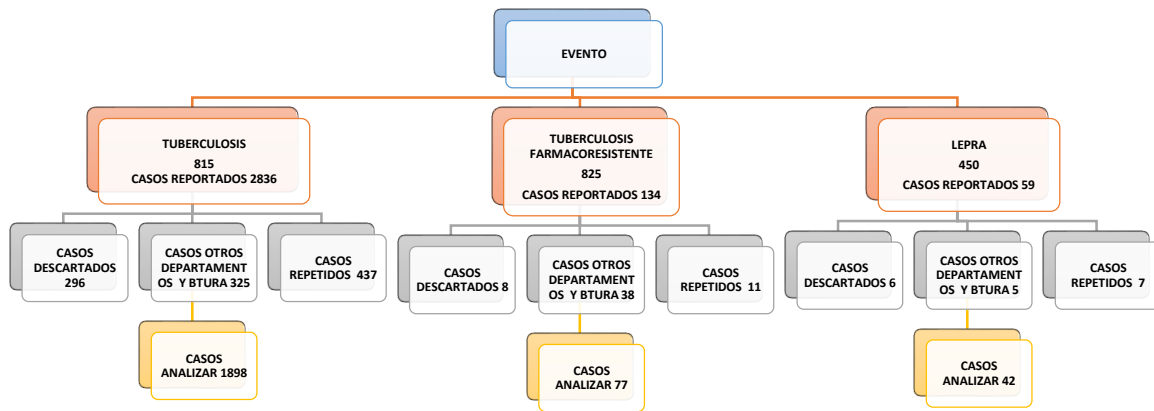 EVENTO
TUBERCULOSIS
815
CASOS REPORTADOS 2836
CASOS
DESCARTADOS
296
CASOS OTROS
DEPARTAMENT
OS Y BTURA 325
CASOS
REPETIDOS 437
CASOS
ANALIZAR 1898
TUBERCULOSIS
FARMACORESISTENTE
825
CASOS REPORTADOS 134
CASOS
DESCARTADOS 8
CASOS OTROS
DEPARTAMENT
OS Y BTURA 38
CASOS
REPETIDOS 11
CASOS
ANALIZAR 77
LEPRA
450
CASOS REPORTADOS 59
CASOS
DESCARTADOS 6
CASOS OTROS
DEPARTAMENT
OS Y BTURA 5
CASOS
REPETIDOS 7
CASOS
ANALIZAR 42